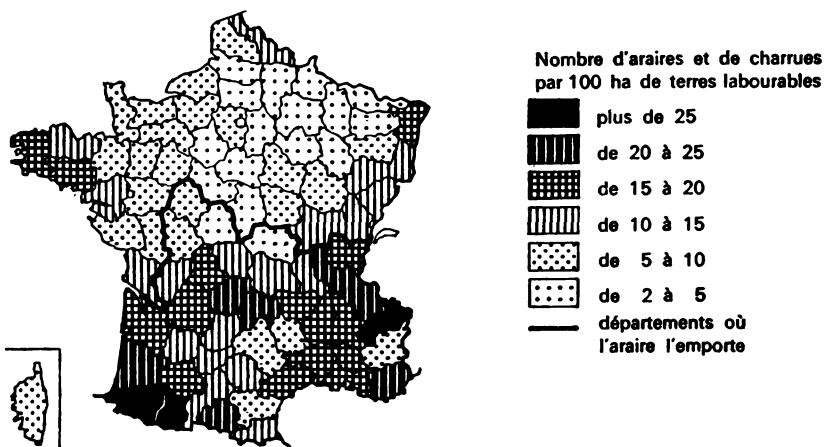 Nombre d'araires et de charrues
par 100 ha de terres labourables
plus de 25
de 20 à 25
de 15 à 20
de 10 à 15
de 5 à 10
de 2 à 5
départements où
l'araire l'emporte